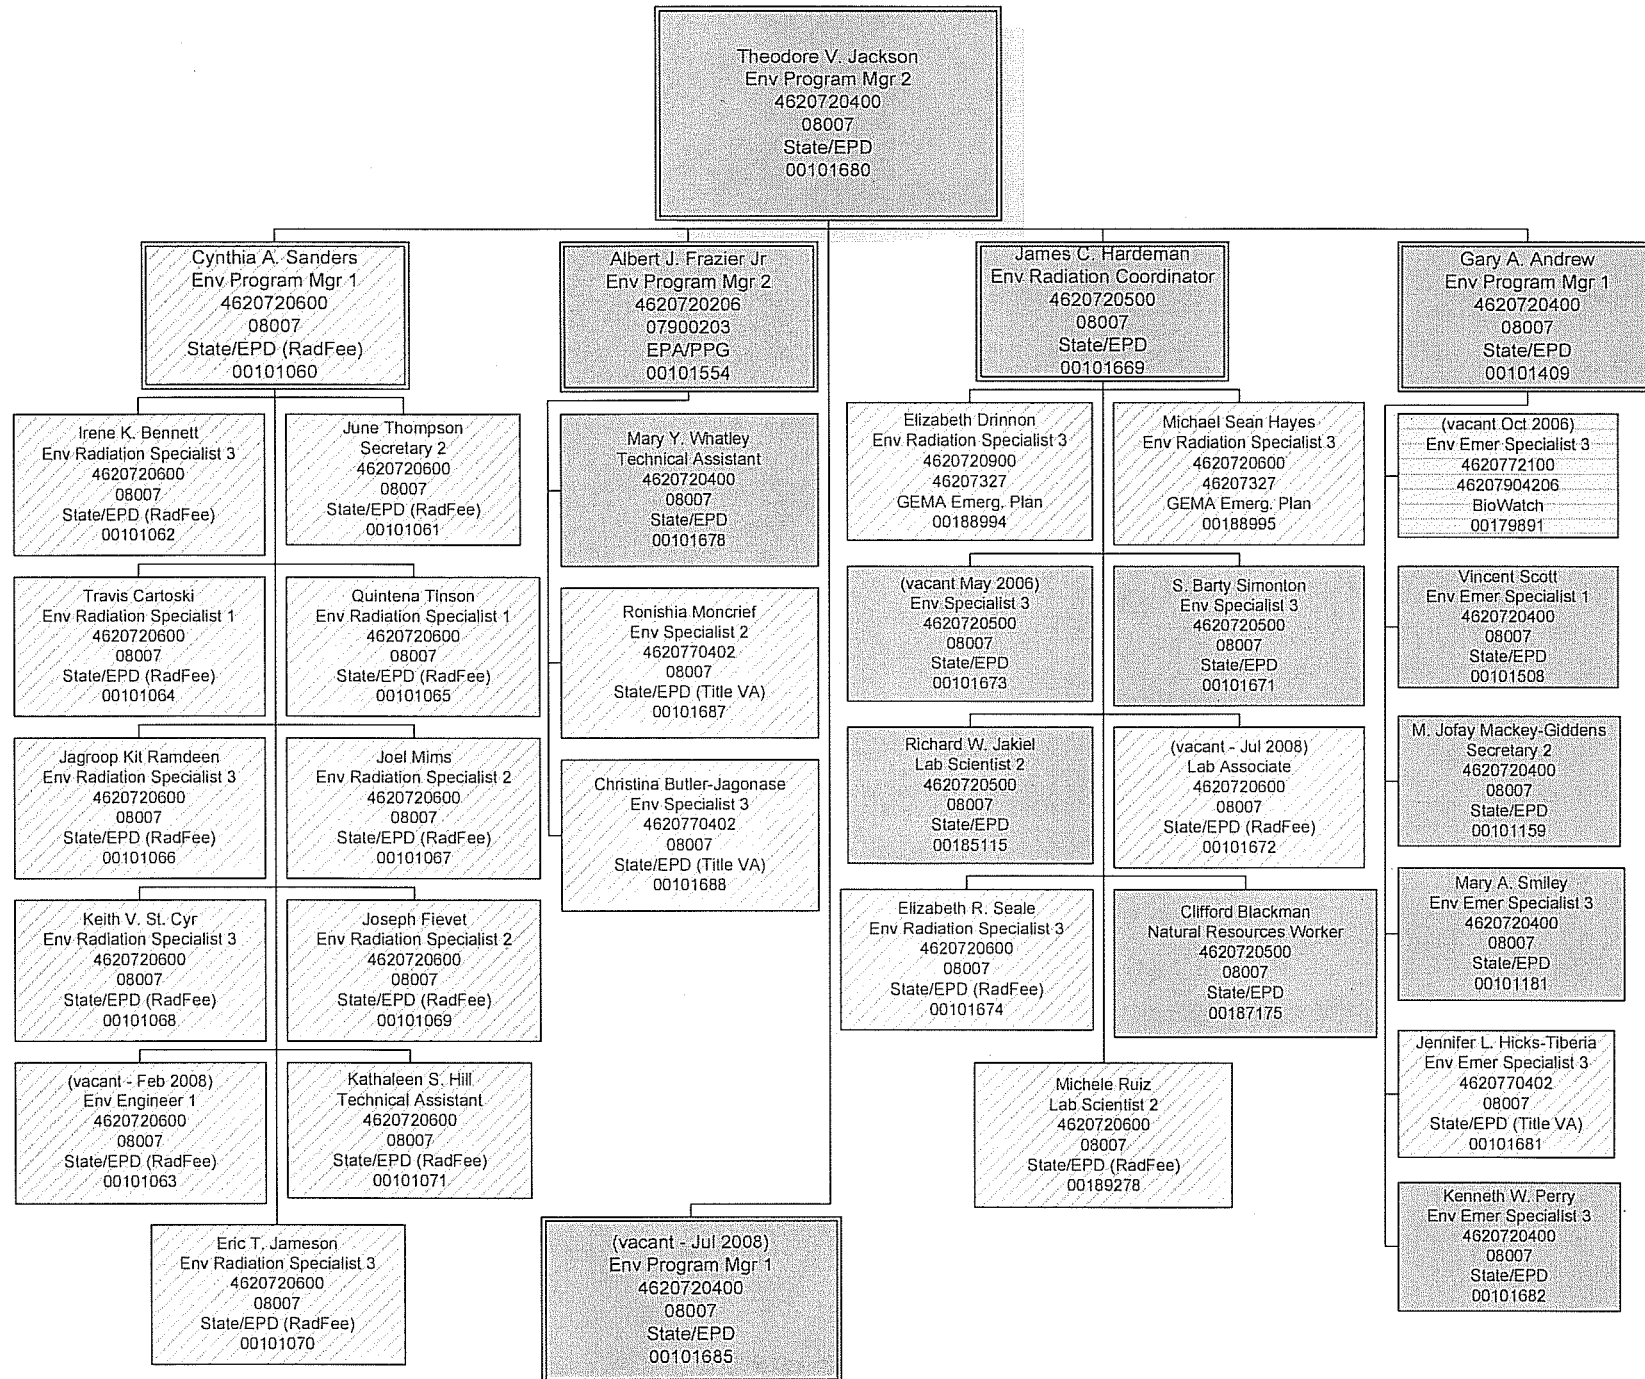 Theodore V. Jackson
Env Program Mgr 2
4620720400
08007
State/EPD
00101680
Cynthia A. Sanders
Env Program Mgr 1
4620720600
08007
State/EPD (RadFee)
00101060
Albert J. Frazier Jr
Env Program Mgr 2
4620720206
07900203
EPA/PPG
00101554
James C. Hardeman
Env Radiation Coordinator
4620720500
08007
State/EPD
00101669
Gary A. Andrew
Env Program Mgr 1
4620720400
08007
State/EPD
00101409
Irene K. Bennett
Env Radiation Specialist 3
4620720600
08007
State/EPD (RadFee)
00101062
June Thompson
Secretary 2
4620720600
08007
State/EPD (RadFee)
00101061
Travis Cartoski
Env Radiation Specialist 1
4620720600
08007
State/EPD (RadFee)
00101064
Quintena Tinson
Env Radiation Specialist 1
4620720600
08007
State/EPD (RadFee)
00101065
Jagroop Kit Ramdeen
Env Radiation Specialist 3
4620720600
08007
State/EPD (RadFee)
00101066
Joel Mims
Env Radiation Specialist 2
4620720600
08007
State/EPD (RadFee)
00101067
Keith V. St. Cyr
Env Radiation Specialist 3
4620720600
08007
State/EPD (RadFee)
00101068
Joseph Fievet
Env Radiation Specialist 2
4620720600
08007
State/EPD (RadFee)
00101069
(vacant - Feb 2008)
Env Engineer 1
4620720600
08007
State/EPD (RadFee)
00101063
Kathaleen S. Hill
Technical Assistant
4620720600
08007
State/EPD (RadFee)
00101071
Eric T. Jameson
Env Radiation Specialist 3
4620720600
08007
State/EPD (RadFee)
00101070
Mary Y. Whatley
Technical Assistant
4620720400
08007
State/EPD
00101678
Ronishia Moncrief
Env Specialist 2
4620770402
08007
State/EPD (Title VA)
00101687
Christina Butler-Jagonase
Env Specialist 3
4620770402
08007
State/EPD (Title VA)
00101688
(vacant - Jul 2008)
Env Program Mgr 1
4620720400
08007
State/EPD
00101685
Elizabeth Drinnon
Env Radiation Specialist 3
4620720900
46207327
GEMA Emerg. Plan
00188994
Michael Sean Hayes
Env Radiation Specialist 3
4620720600
46207327
GEMA Emerg. Plan
00188995
(vacant May 2006)
Env Specialist 3
4620720500
08007
State/EPD
00101673
S. Barty Simonton
Env Specialist 3
4620720500
08007
State/EPD
00101671
Richard W. Jakiel
Lab Scientist 2
4620720500
08007
State/EPD
00185115
(vacant - Jul 2008)
Lab Associate
4620720600
08007
State/EPD (RadFee)
00101672
Elizabeth R. Seale
Env Radiation Specialist 3
4620720600
08007
State/EPD (RadFee)
00101674
Clifford Blackman
Natural Resources Worker
4620720500
08007
State/EPD
00187175
Michele Ruiz
Lab Scientist 2
4620720600
08007
State/EPD (RadFee)
00189278
(vacant Oct 2006)
Env Emer Specialist 3
4620772100
46207904206
BioWatch
00179891
Vincent Scott
Env Emer Specialist 1
4620720400
08007
State/EPD
00101508
M. Jofay Mackey-Giddens
Secretary 2
4620720400
08007
State/EPD
00101159
Mary A. Smiley
Env Emer Specialist 3
4620720400
08007
State/EPD
00101181
Jennifer L. Hicks-Tiberia
Env Emer Specialist 3
4620770402
08007
State/EPD (Title VA)
00101681
Kenneth W. Perry
Env Emer Specialist 3
4620720400
08007
State/EPD
00101682